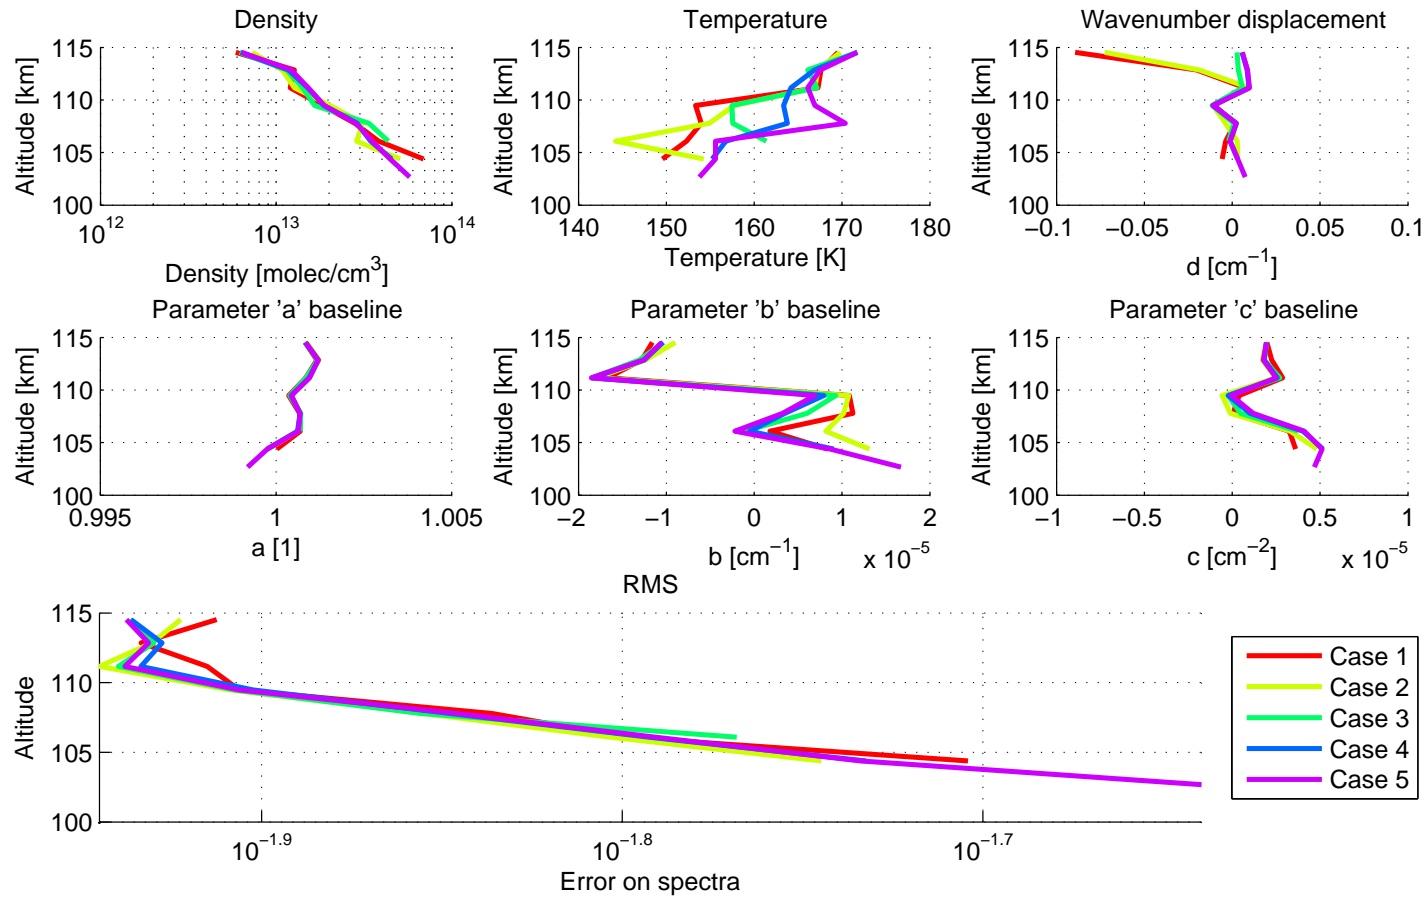 Density
Temperature
Wavenumber displacement
Altitude [km]
115
110
105
100
10^12
10^13
10^14
Density [molec/cm^3]
Altitude [km]
115
110
105
100
140
150
160
170
180
Temperature [K]
Altitude [km]
115
110
105
100
−0.1
−0.05
0
0.05
0.1
d [cm^−1]
Parameter ’a’ baseline
Parameter ’b’ baseline
Parameter ’c’ baseline
Altitude [km]
115
110
105
100
0.995
1
1.005
a [1]
Altitude [km]
115
110
105
100
−2
−1
0
1
2
b [cm^−1]
x 10^−5
Altitude [km]
115
110
105
100
−1
−0.5
0
0.5
1
c [cm^−2]
x 10^−5
RMS
Altitude
115
110
105
100
10^−1.9
10^−1.8
10^−1.7
Error on spectra
Case 1
Case 2
Case 3
Case 4
Case 5